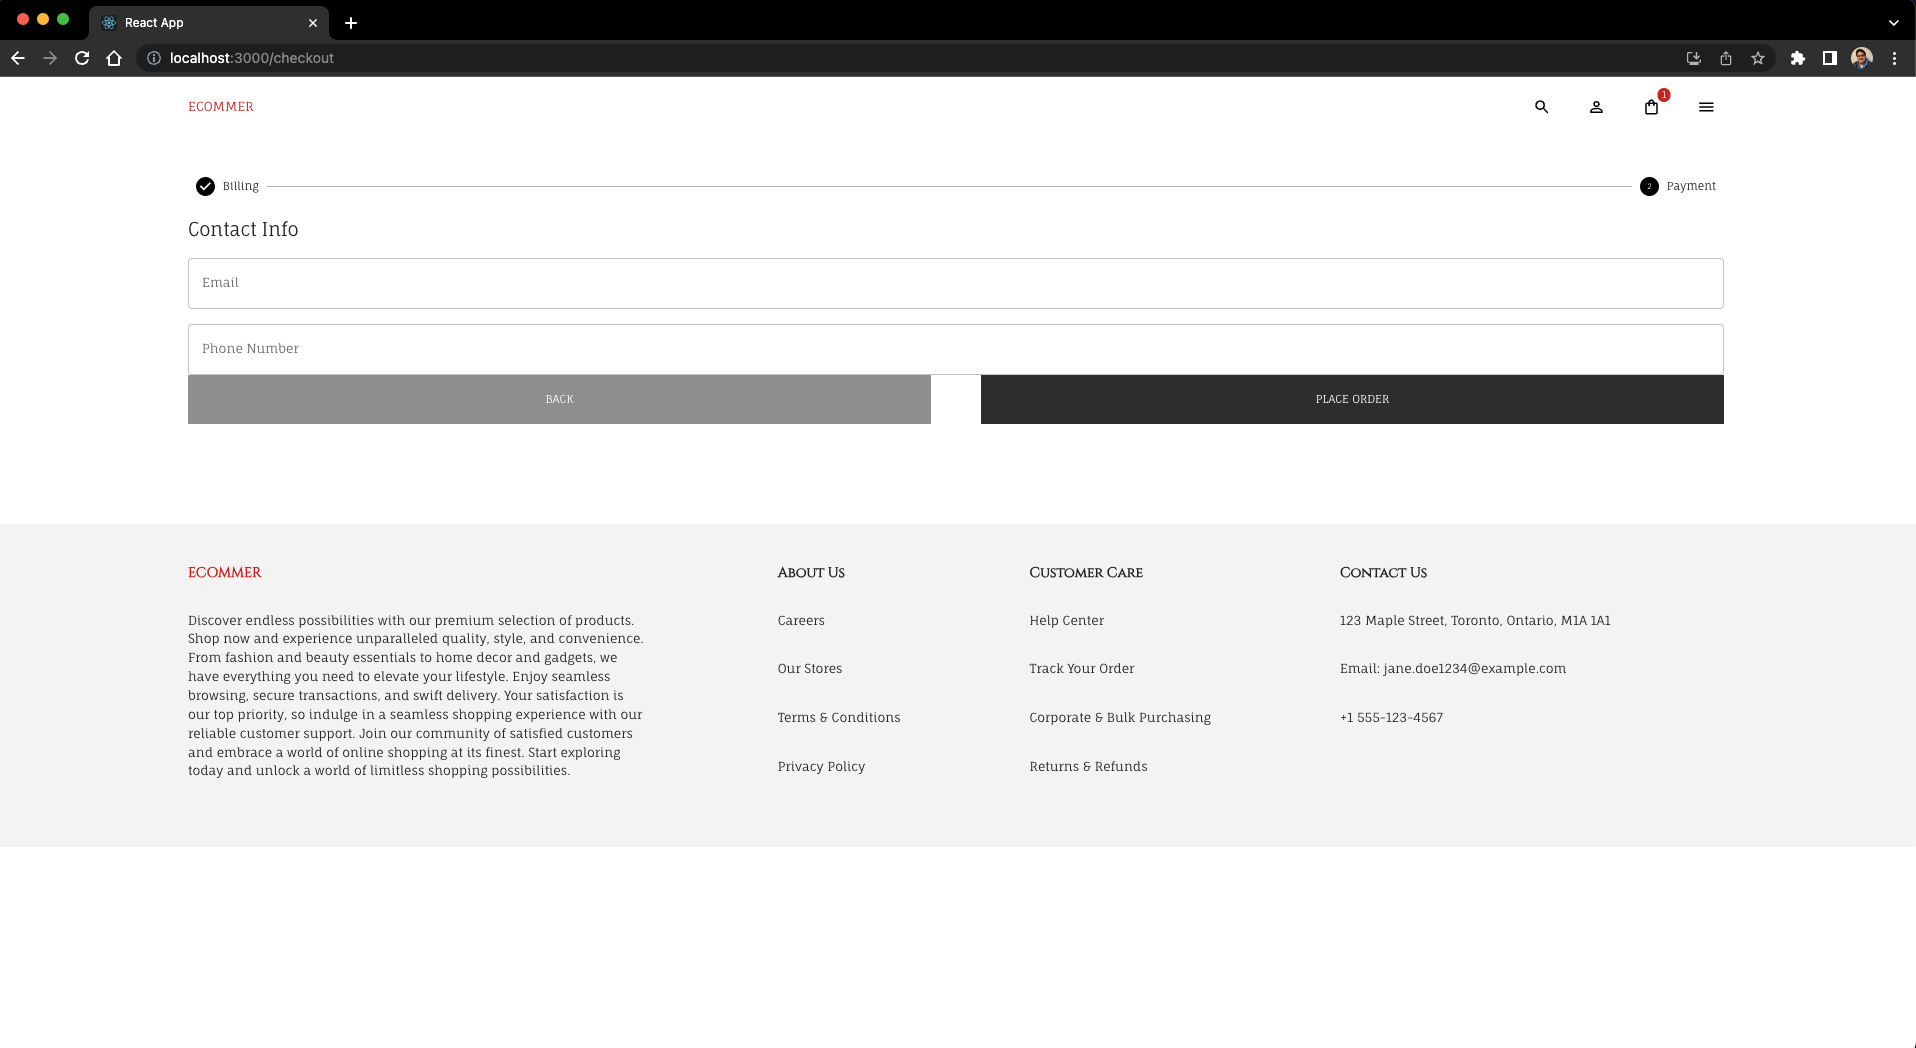 React App
localhost:3000/checkout
ECOMMER
1
Billing
2
Payment
Contact Info
Email
Phone Number
BACK
PLACE ORDER
ECOMMER
Discover endless possibilities with our premium selection of products.
Shop now and experience unparalleled quality, style, and convenience.
From fashion and beauty essentials to home decor and gadgets, we
have everything you need to elevate your lifestyle. Enjoy seamless
browsing, secure transactions, and swift delivery. Your satisfaction is
our top priority, so indulge in a seamless shopping experience with our
reliable customer support. Join our community of satisfied customers
and embrace a world of online shopping at its finest. Start exploring
today and unlock a world of limitless shopping possibilities.
About Us
Careers
Our Stores
Terms & Conditions
Privacy Policy
Customer Care
Help Center
Track Your Order
Corporate & Bulk Purchasing
Returns & Refunds
Contact Us
123 Maple Street, Toronto, Ontario, M1A 1A1
Email: jane.doe1234@example.com
+1 555-123-4567